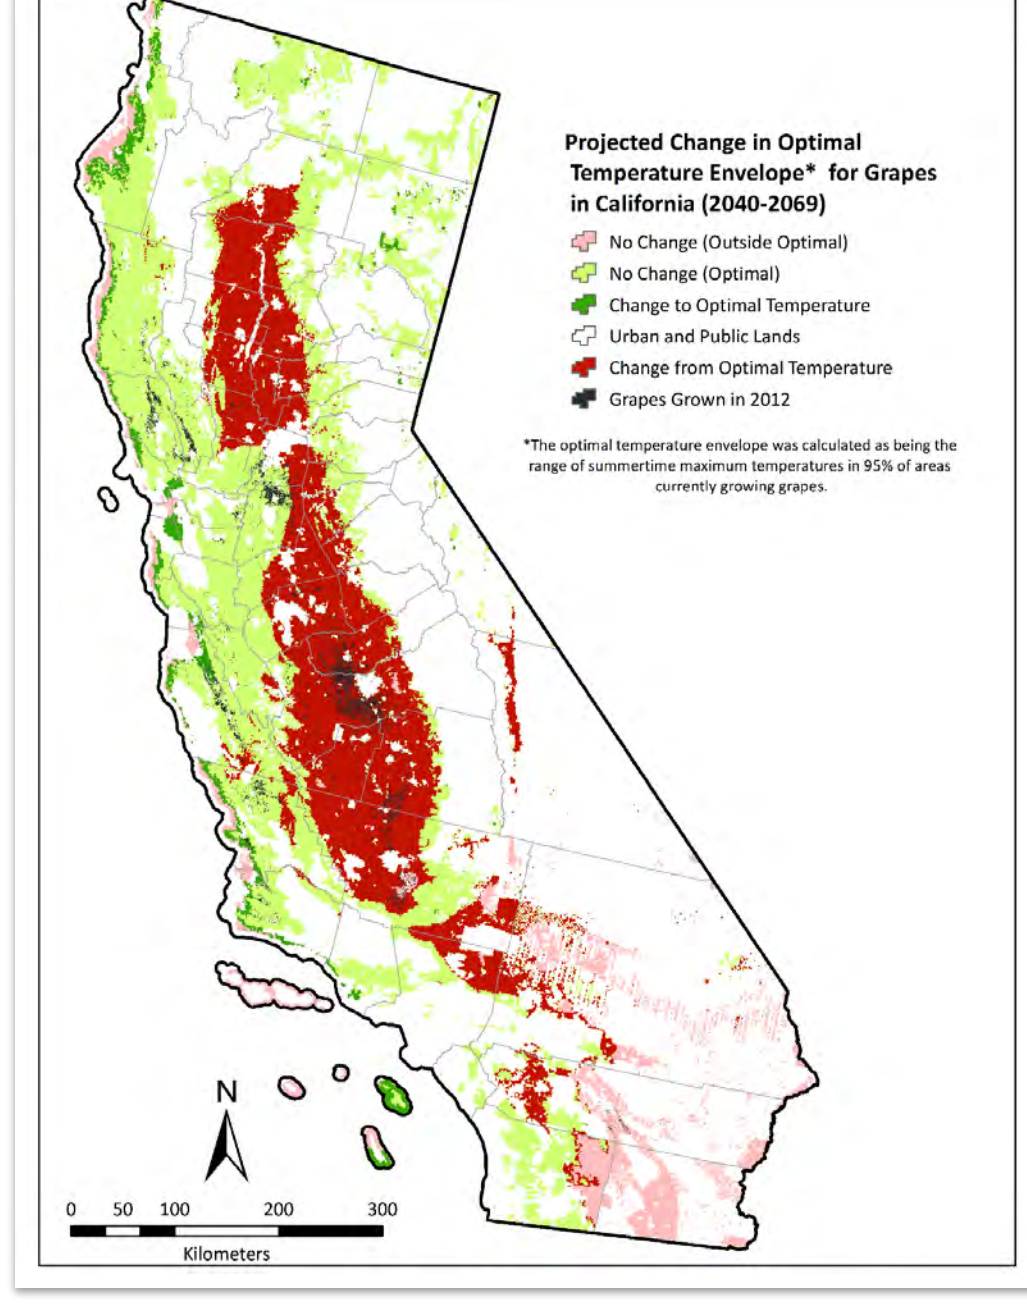 Projected Change in Optimal
Temperature Envelope* for Grapes
in California (2040-2069)
No Change (Outside Optimal)
No Change (Optimal)
Change to Optimal Temperature
Urban and Public Lands
Change from Optimal Temperature
Grapes Grown in 2012
*The optimal temperature envelope was calculated as being the
range of summertime maximum temperatures in 95% of areas
currently growing grapes.
N
0 50 100 200 300
Kilometers